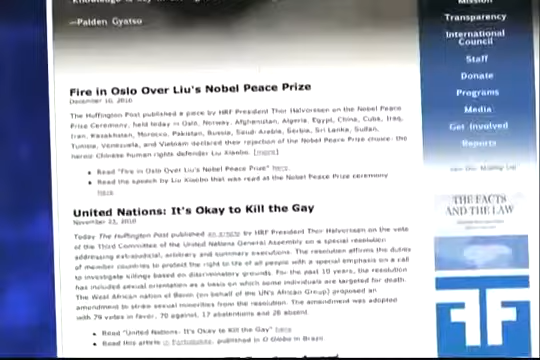 —Palden Gyatso
Fire in Oslo Over Liu's Nobel Peace Prize
December 10, 2010
The Huffington Post published a piece by HRF President Thor Halvorssen on the Nobel Peace
Prize Ceremony, held today in Oslo, Norway. Afghanistan, Algeria, Egypt, China, Cuba, Iraq,
Iran, Kazakhstan, Morocco, Pakistan, Russia, Saudi Arabia, Serbia, Sri Lanka, Sudan,
Tunisia, Venezuela, and Vietnam declared their rejection of the Nobel Peace Prize choice: the
heroic Chinese human rights defender Liu Xiaobo. [more]
Read "Fire in Oslo Over Liu's Nobel Peace Prize" here.
Read the speech by Liu Xiaobo that was read at the Nobel Peace Prize ceremony
here
United Nations: It's Okay to Kill the Gay
November 23, 2010
Today The Huffington Post published an article by HRF President Thor Halvorssen on the vote
of the Third Committee of the United Nations General Assembly on a special resolution
addressing extrajudicial, arbitrary and summary executions. The resolution affirms the duties
of member countries to protect the right to life of all people with a special emphasis on a call
to investigate killings based on discriminatory grounds. For the past 10 years, the resolution
has included sexual orientation as a basis on which some individuals are targeted for death.
The West African nation of Benin (on behalf of the UN's African Group) proposed an
amendment to strike sexual minorities from the resolution. The amendment was adopted
with 79 votes in favor, 70 against, 17 abstentions and 26 absent.
Read "United Nations: It's Okay to Kill the Gay" here
Read this article in Portuguese, published in O Globo in Brazil
Mission
Transparency
International
Council
Staff
Donate
Programs
Media
Get Involved
Reports
Join Our Mailing List
THE FACTS
AND THE LAW